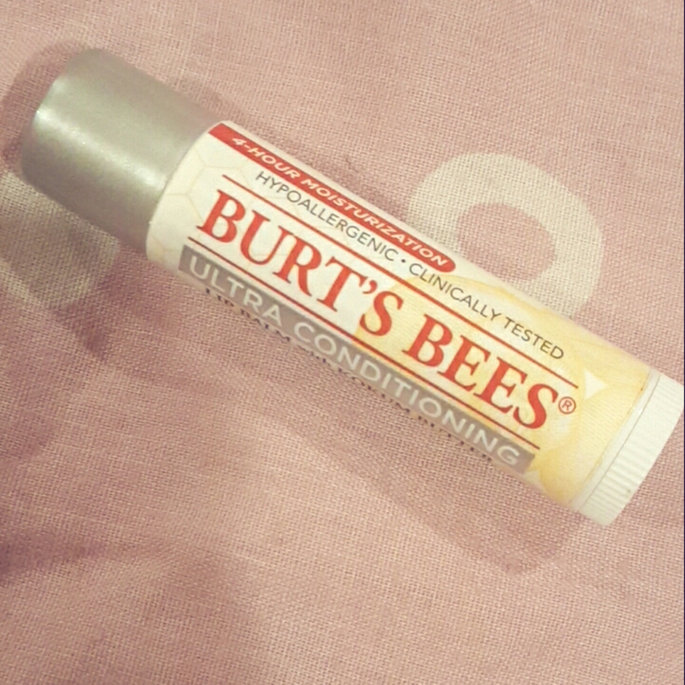 4-HOUR MOISTURIZATION
HYPOALLERGENIC • CLINICALLY TESTED
BURT'S BEES®
ULTRA CONDITIONING